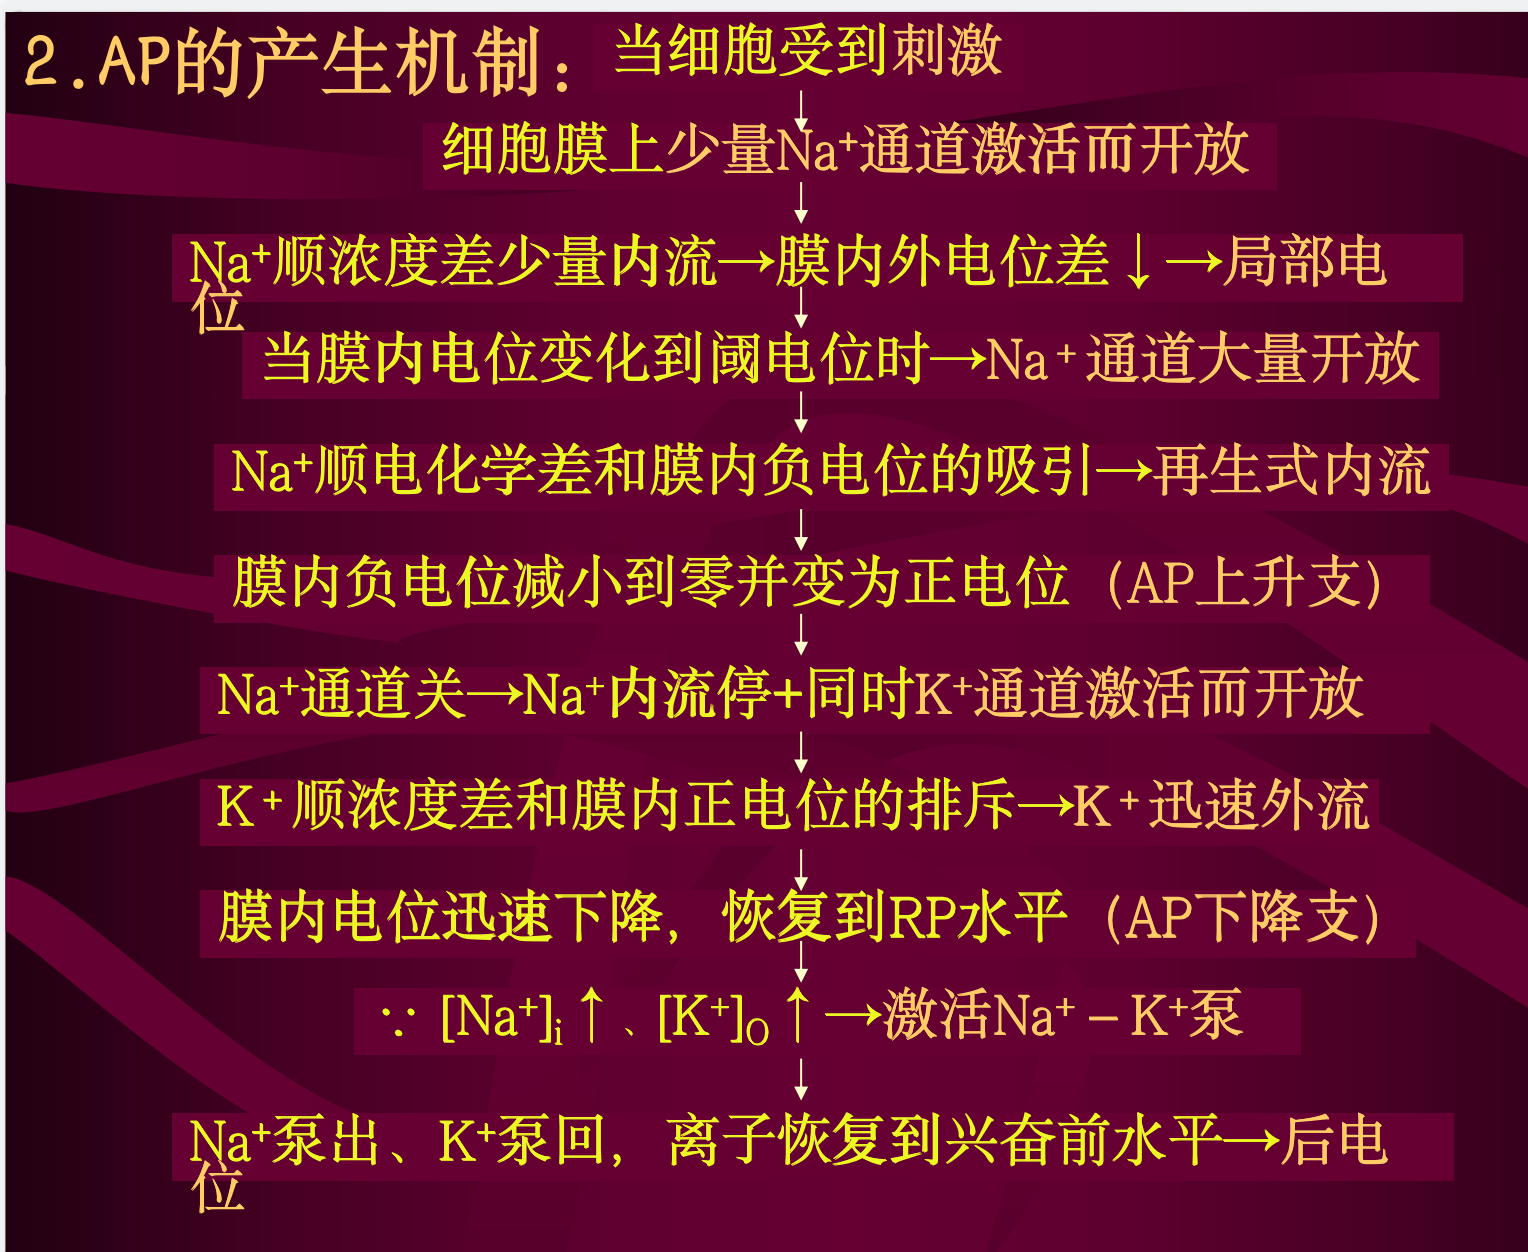 2.AP的产生机制：
当细胞受到刺激
细胞膜上少量Na⁺通道激活而开放
Na⁺顺浓度差少量内流→膜内外电位差↓→局部电
位
当膜内电位变化到阈电位时→Na⁺通道大量开放
Na⁺顺电化学差和膜内负电位的吸引→再生式内流
膜内负电位减小到零并变为正电位（AP上升支）
Na⁺通道关→Na⁺内流停+同时K⁺通道激活而开放
K⁺顺浓度差和膜内正电位的排斥→K⁺迅速外流
膜内电位迅速下降，恢复到RP水平（AP下降支）
∵ [Na⁺]i↑、[K⁺]O↑→激活Na⁺－K⁺泵
Na⁺泵出、K⁺泵回，离子恢复到兴奋前水平→后电
位